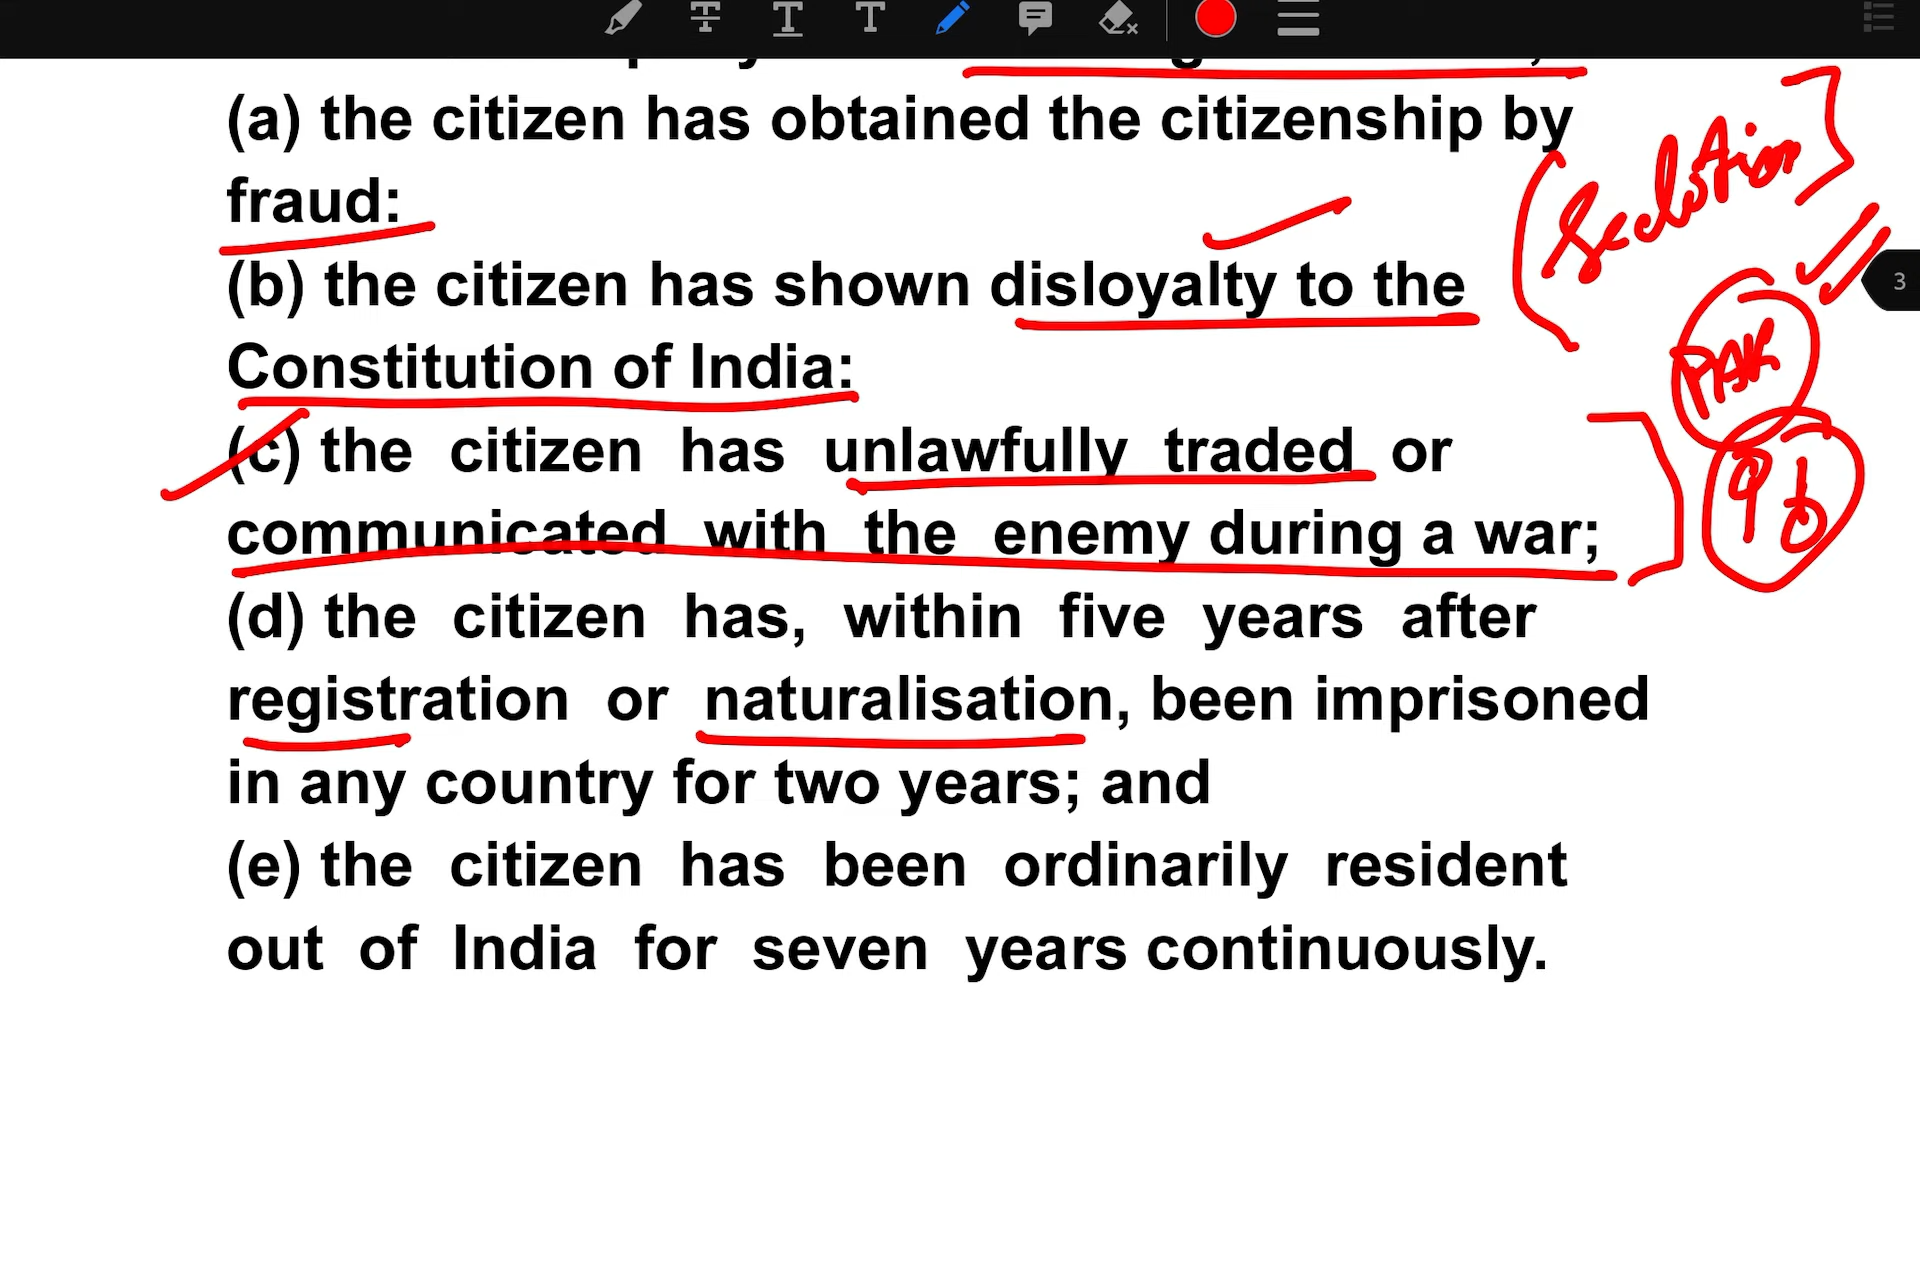 (a) the citizen has obtained the citizenship by
fraud:
(b) the citizen has shown disloyalty to the
Constitution of India:
(c) the citizen has unlawfully traded or
communicated with the enemy during a war;
(d) the citizen has, within five years after
registration or naturalisation, been imprisoned
in any country for two years; and
(e) the citizen has been ordinarily resident
out of India for seven years continuously.
PAK
3